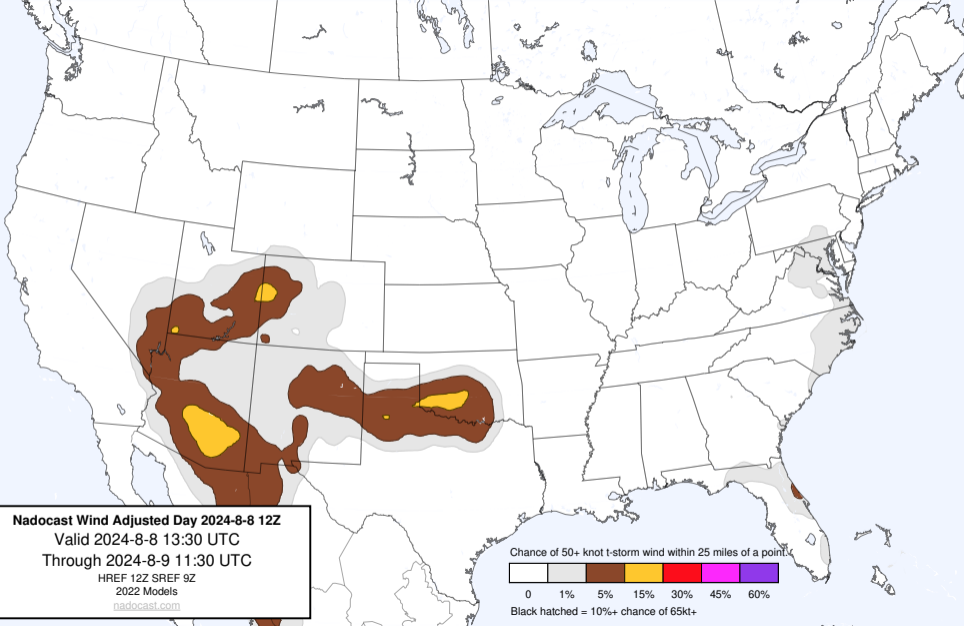 Nadocast Wind Adjusted Day 2024-8-8 12Z
Valid 2024-8-8 13:30 UTC
Through 2024-8-9 11:30 UTC
HREF 12Z SREF 9Z
2022 Models
nadocast.com
Chance of 50+ knot t-storm wind within 25 miles of a point.
0 1% 5% 15% 30% 45% 60%
Black hatched = 10%+ chance of 65kt+